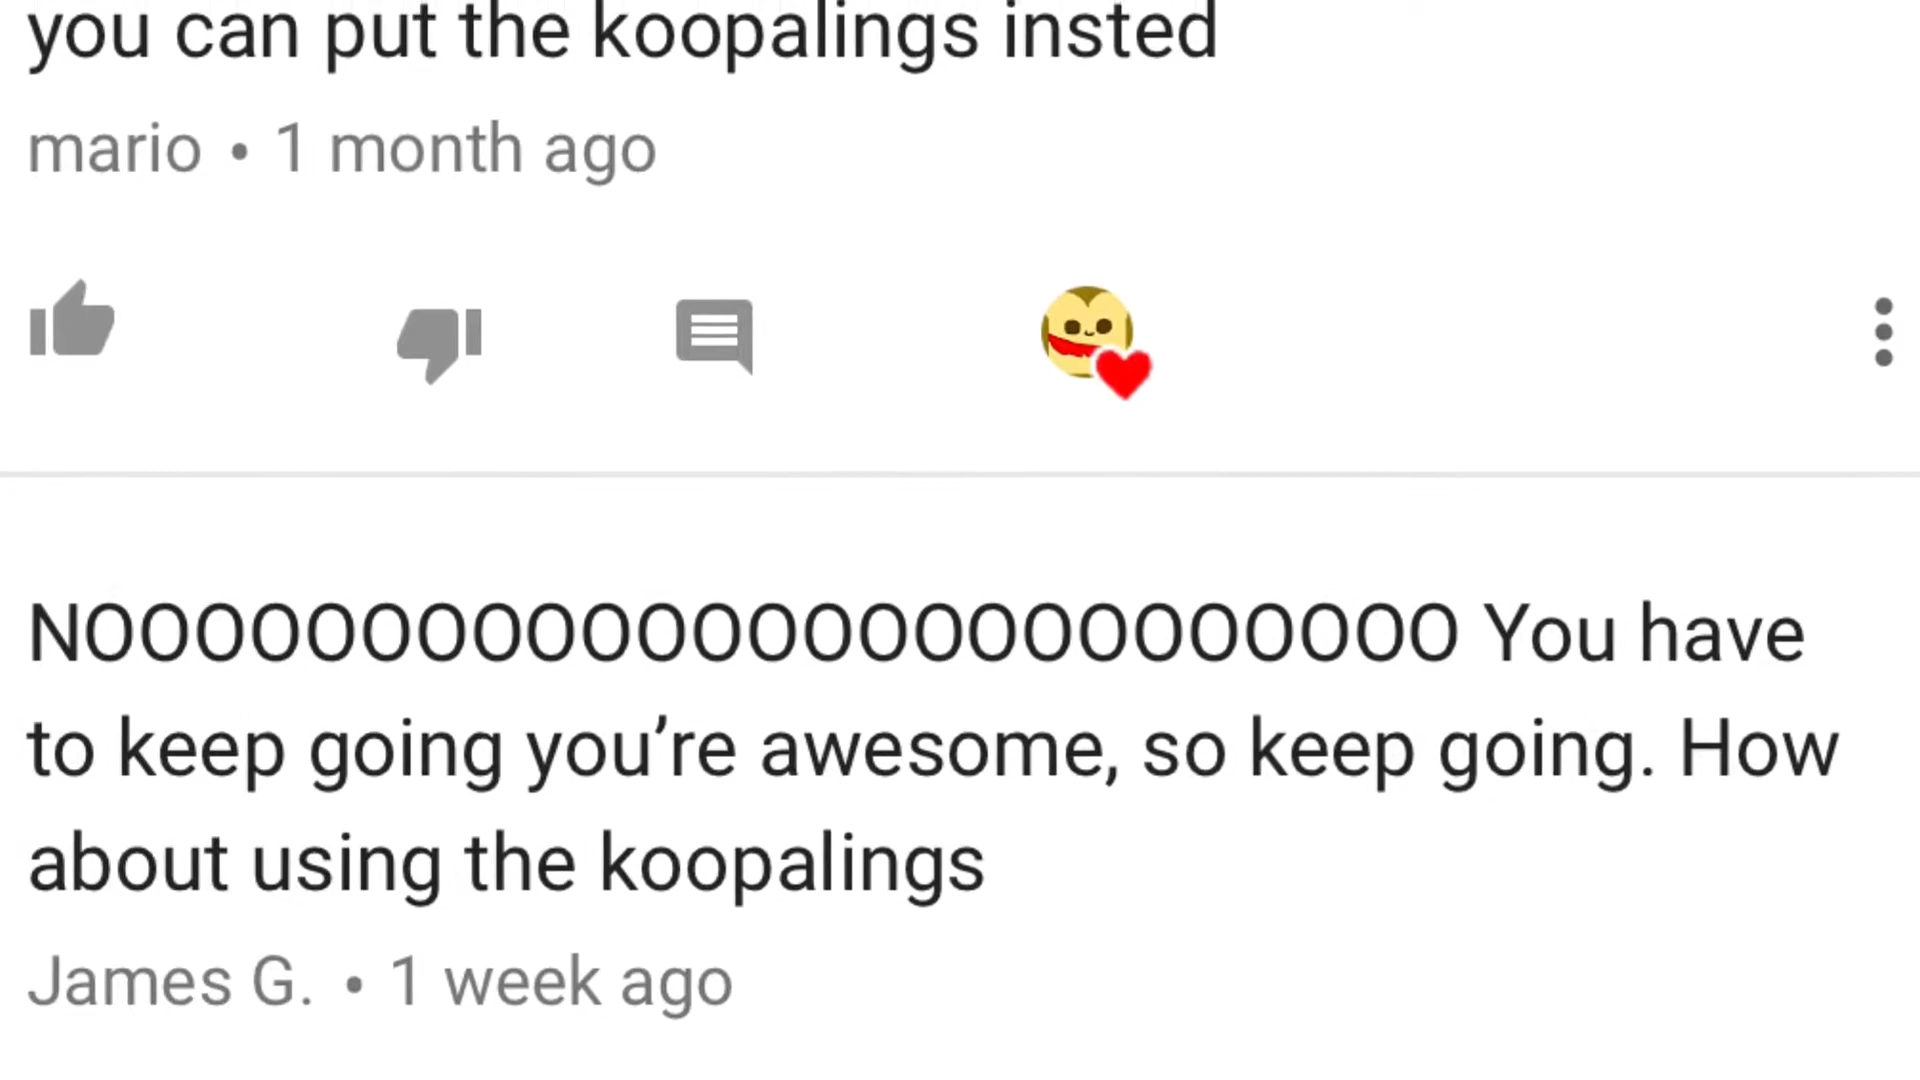 you can put the koopalings insted
mario • 1 month ago
NOOOOOOOOOOOOOOOOOOOOOOOOO You have
to keep going you’re awesome, so keep going. How
about using the koopalings
James G. • 1 week ago